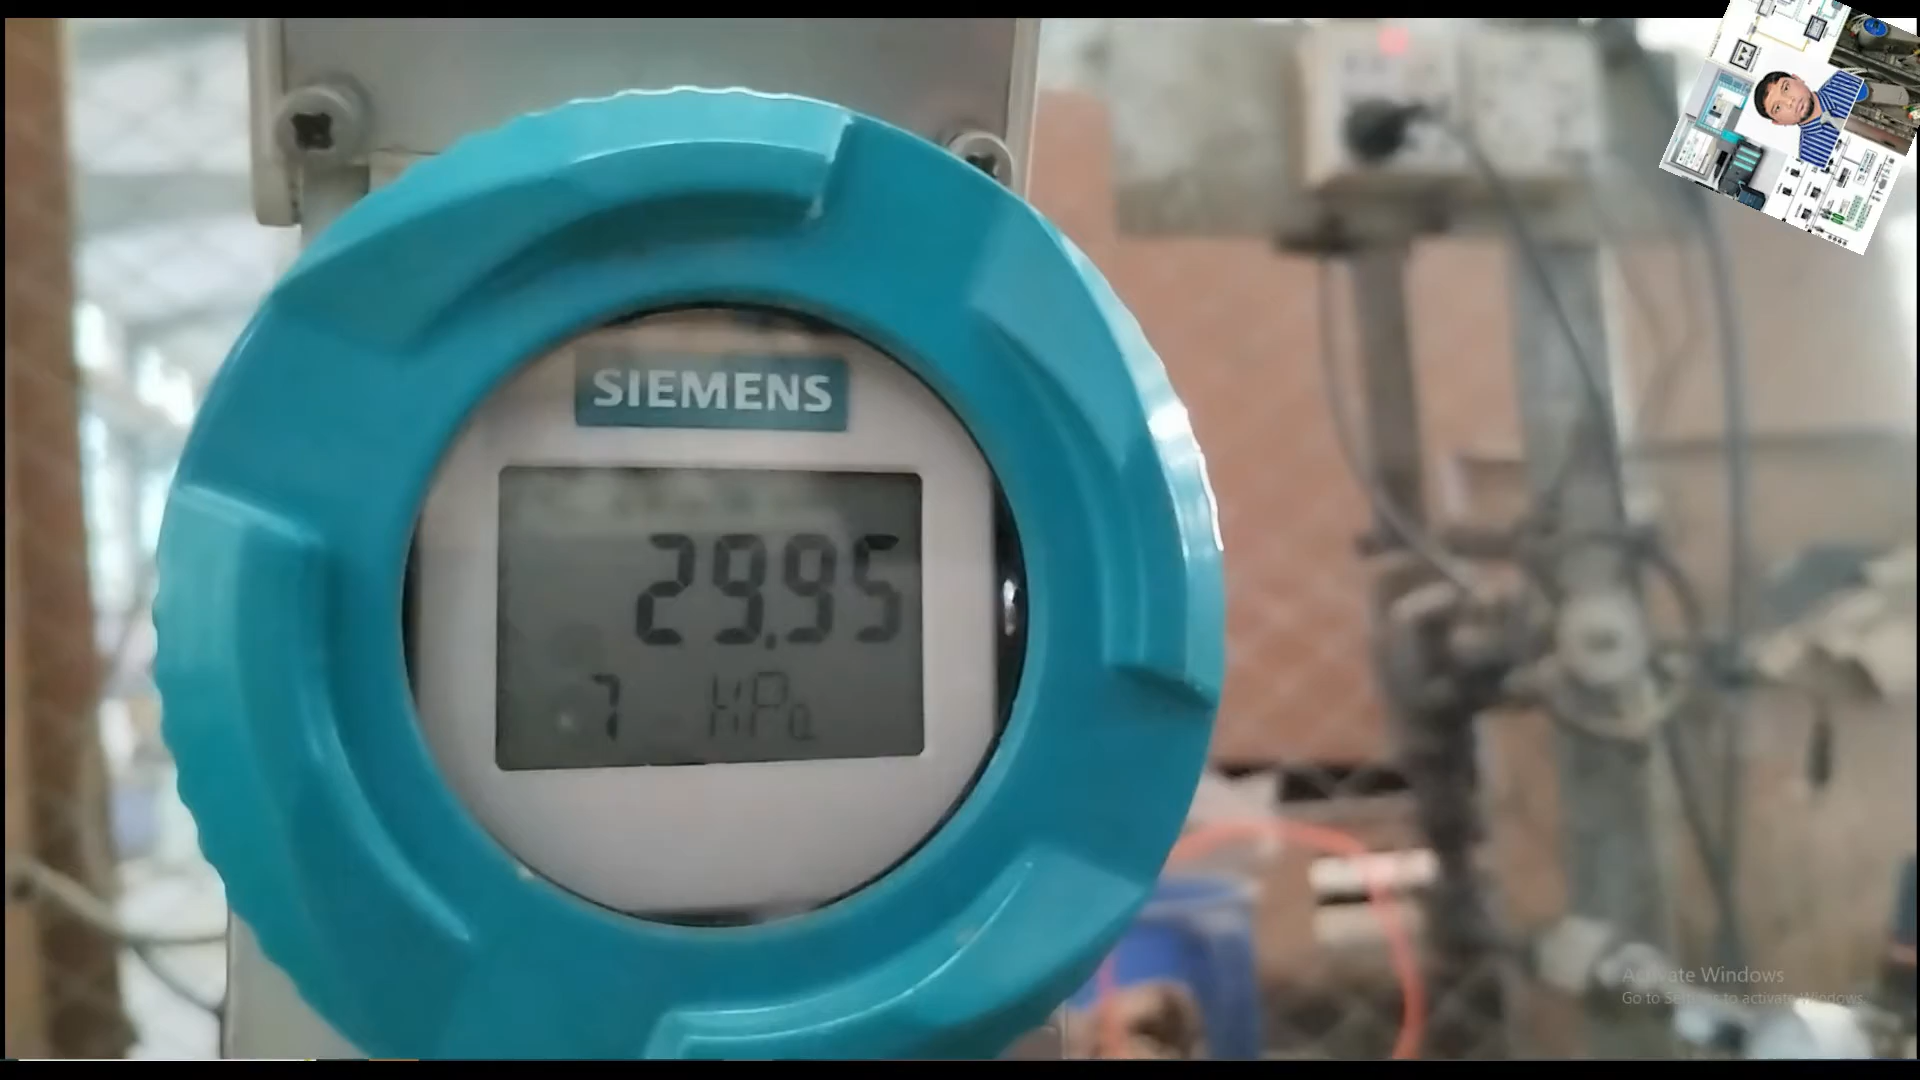 SIEMENS
29.95
7 KPa
Activate Windows
Go to Settings to activate Windows.